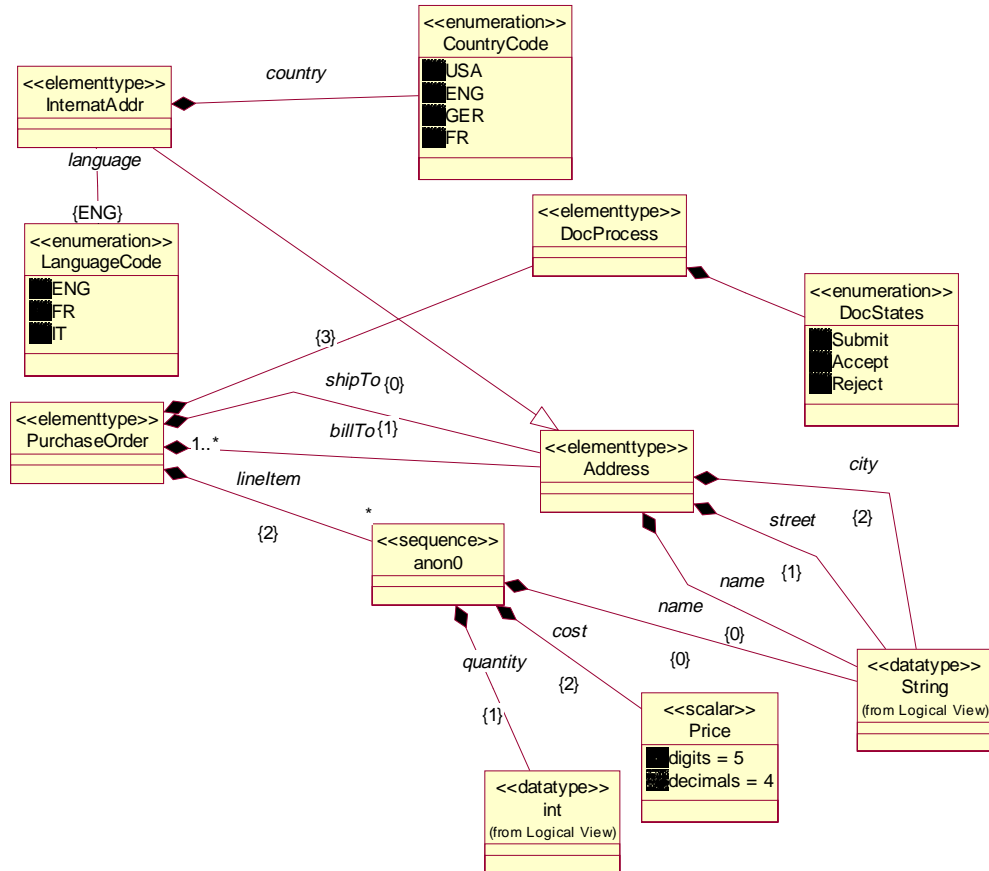 <<enumeration>>
CountryCode
USA
ENG
GER
FR
country
<<elementtype>>
InternatAddr
language
{ENG}
<<enumeration>>
LanguageCode
ENG
FR
IT
<<elementtype>>
DocProcess
<<enumeration>>
DocStates
Submit
Accept
Reject
{3}
shipTo
{0}
<<elementtype>>
PurchaseOrder
1..*
billTo
{1}
<<elementtype>>
Address
lineItem
{2}
*
<<sequence>>
anon0
city
{2}
street
{1}
name
{0}
name
{0}
cost
{2}
quantity
{1}
<<datatype>>
String
(from Logical View)
<<scalar>>
Price
digits = 5
decimals = 4
<<datatype>>
int
(from Logical View)